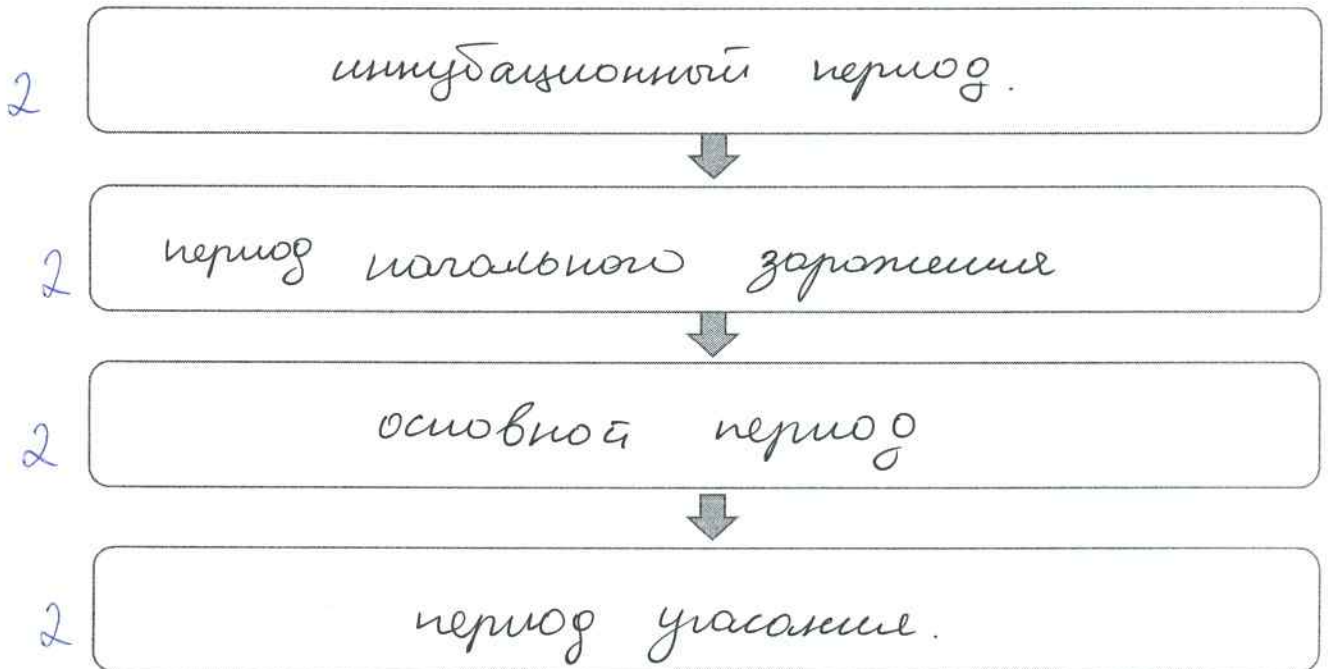 2 инкубационный период.
2 период начального заражения
2 основной период
2 период угасания.